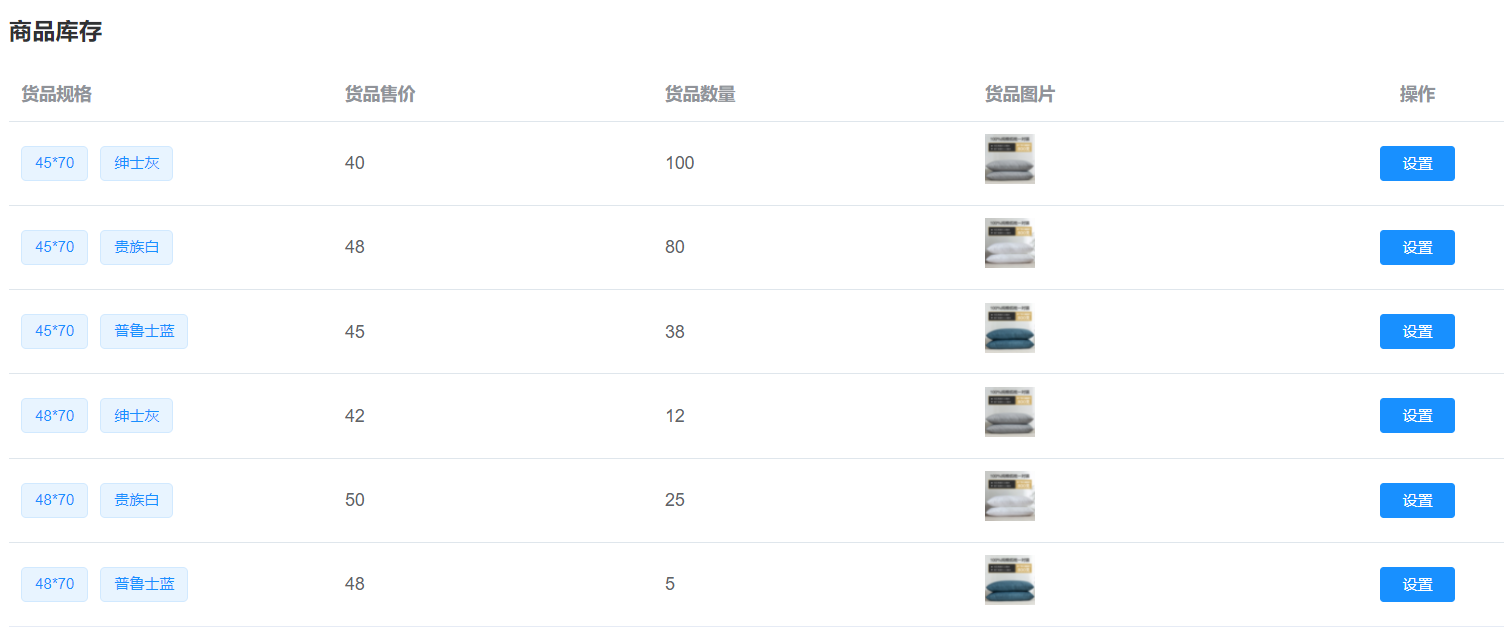 商品库存
货品规格 货品售价 货品数量 货品图片 操作
45*70 绅士灰 40 100 设置
45*70 贵族白 48 80 设置
45*70 普鲁士蓝 45 38 设置
48*70 绅士灰 42 12 设置
48*70 贵族白 50 25 设置
48*70 普鲁士蓝 48 5 设置